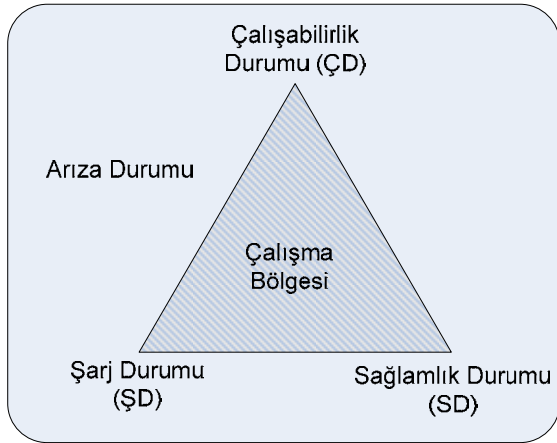 Çalışabilirlik
Durumu (ÇD)
Arıza Durumu
Çalışma
Bölgesi
Şarj Durumu
(ŞD)
Sağlamlık Durumu
(SD)